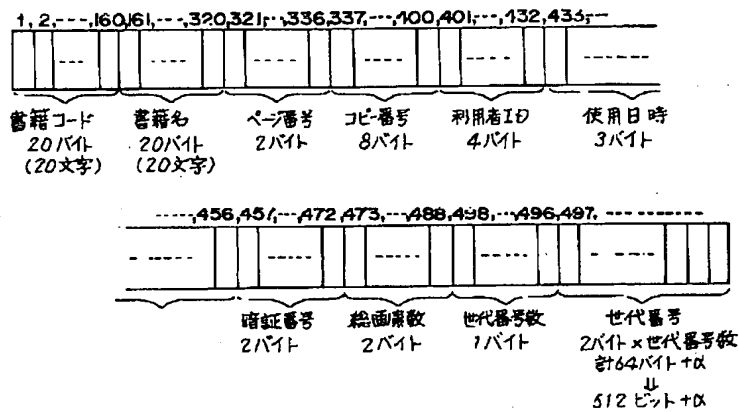 1, 2, ---, 160, 161, ---, 320, 321, --, 336, 337, ---, 400, 401, ---, 432, 433, ---
書籍コード 書籍名 ページ番号 コピー番号 利用者ID 使用日時
20バイト 20バイト 2バイト 8バイト 4バイト 3バイト
(20文字) (20文字)
-----, 456, 457, ---, 472, 473, ---, 488, 498, ---, 496, 497, ----------
暗証番号 総画素数 世代番号数 世代番号
2バイト 2バイト 1バイト 2バイト×世代番号数
計64バイト+α
⇓
512ビット+α